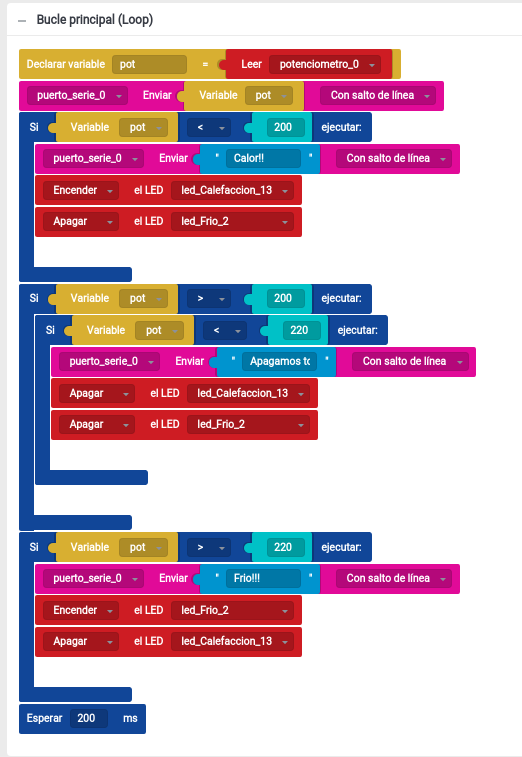 Bucle principal (Loop)
Declarar variable pot = Leer potenciometro_0
puerto_serie_0 Enviar Variable pot Con salto de línea
Si Variable pot < 200 ejecutar:
puerto_serie_0 Enviar " Calor!! " Con salto de línea
Encender el LED led_Calefaccion_13
Apagar el LED led_Frio_2
Si Variable pot > 200 ejecutar:
Si Variable pot < 220 ejecutar:
puerto_serie_0 Enviar " Apagamos to " Con salto de línea
Apagar el LED led_Calefaccion_13
Apagar el LED led_Frio_2
Si Variable pot > 220 ejecutar:
puerto_serie_0 Enviar " Frio!!! " Con salto de línea
Encender el LED led_Frio_2
Apagar el LED led_Calefaccion_13
Esperar 200 ms